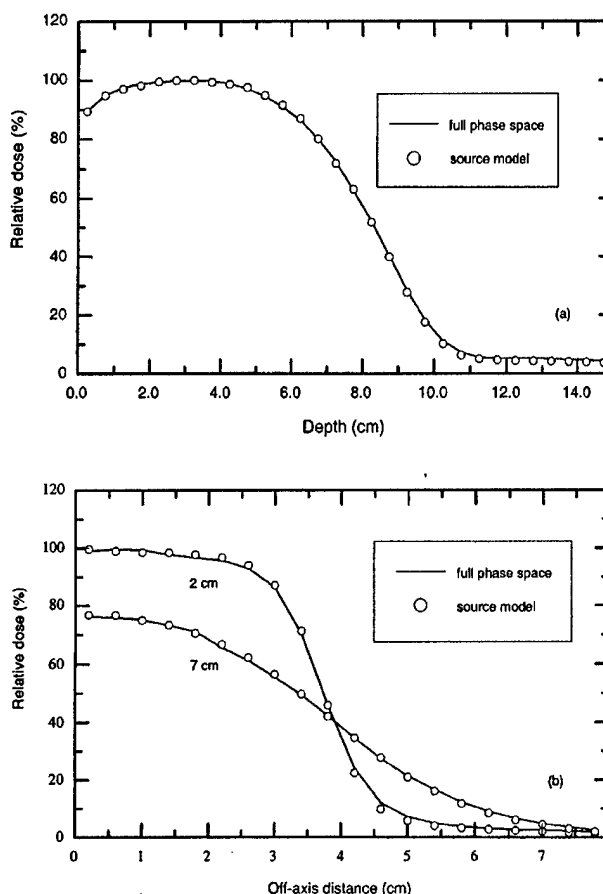 120
100
80
60
40
20
0
Relative dose (%)
full phase space
source model
(a)
0.0 2.0 4.0 6.0 8.0 10.0 12.0 14.0
Depth (cm)
120
100
80
60
40
20
0
Relative dose (%)
2 cm
7 cm
full phase space
source model
(b)
0 1 2 3 4 5 6 7
Off-axis distance (cm)